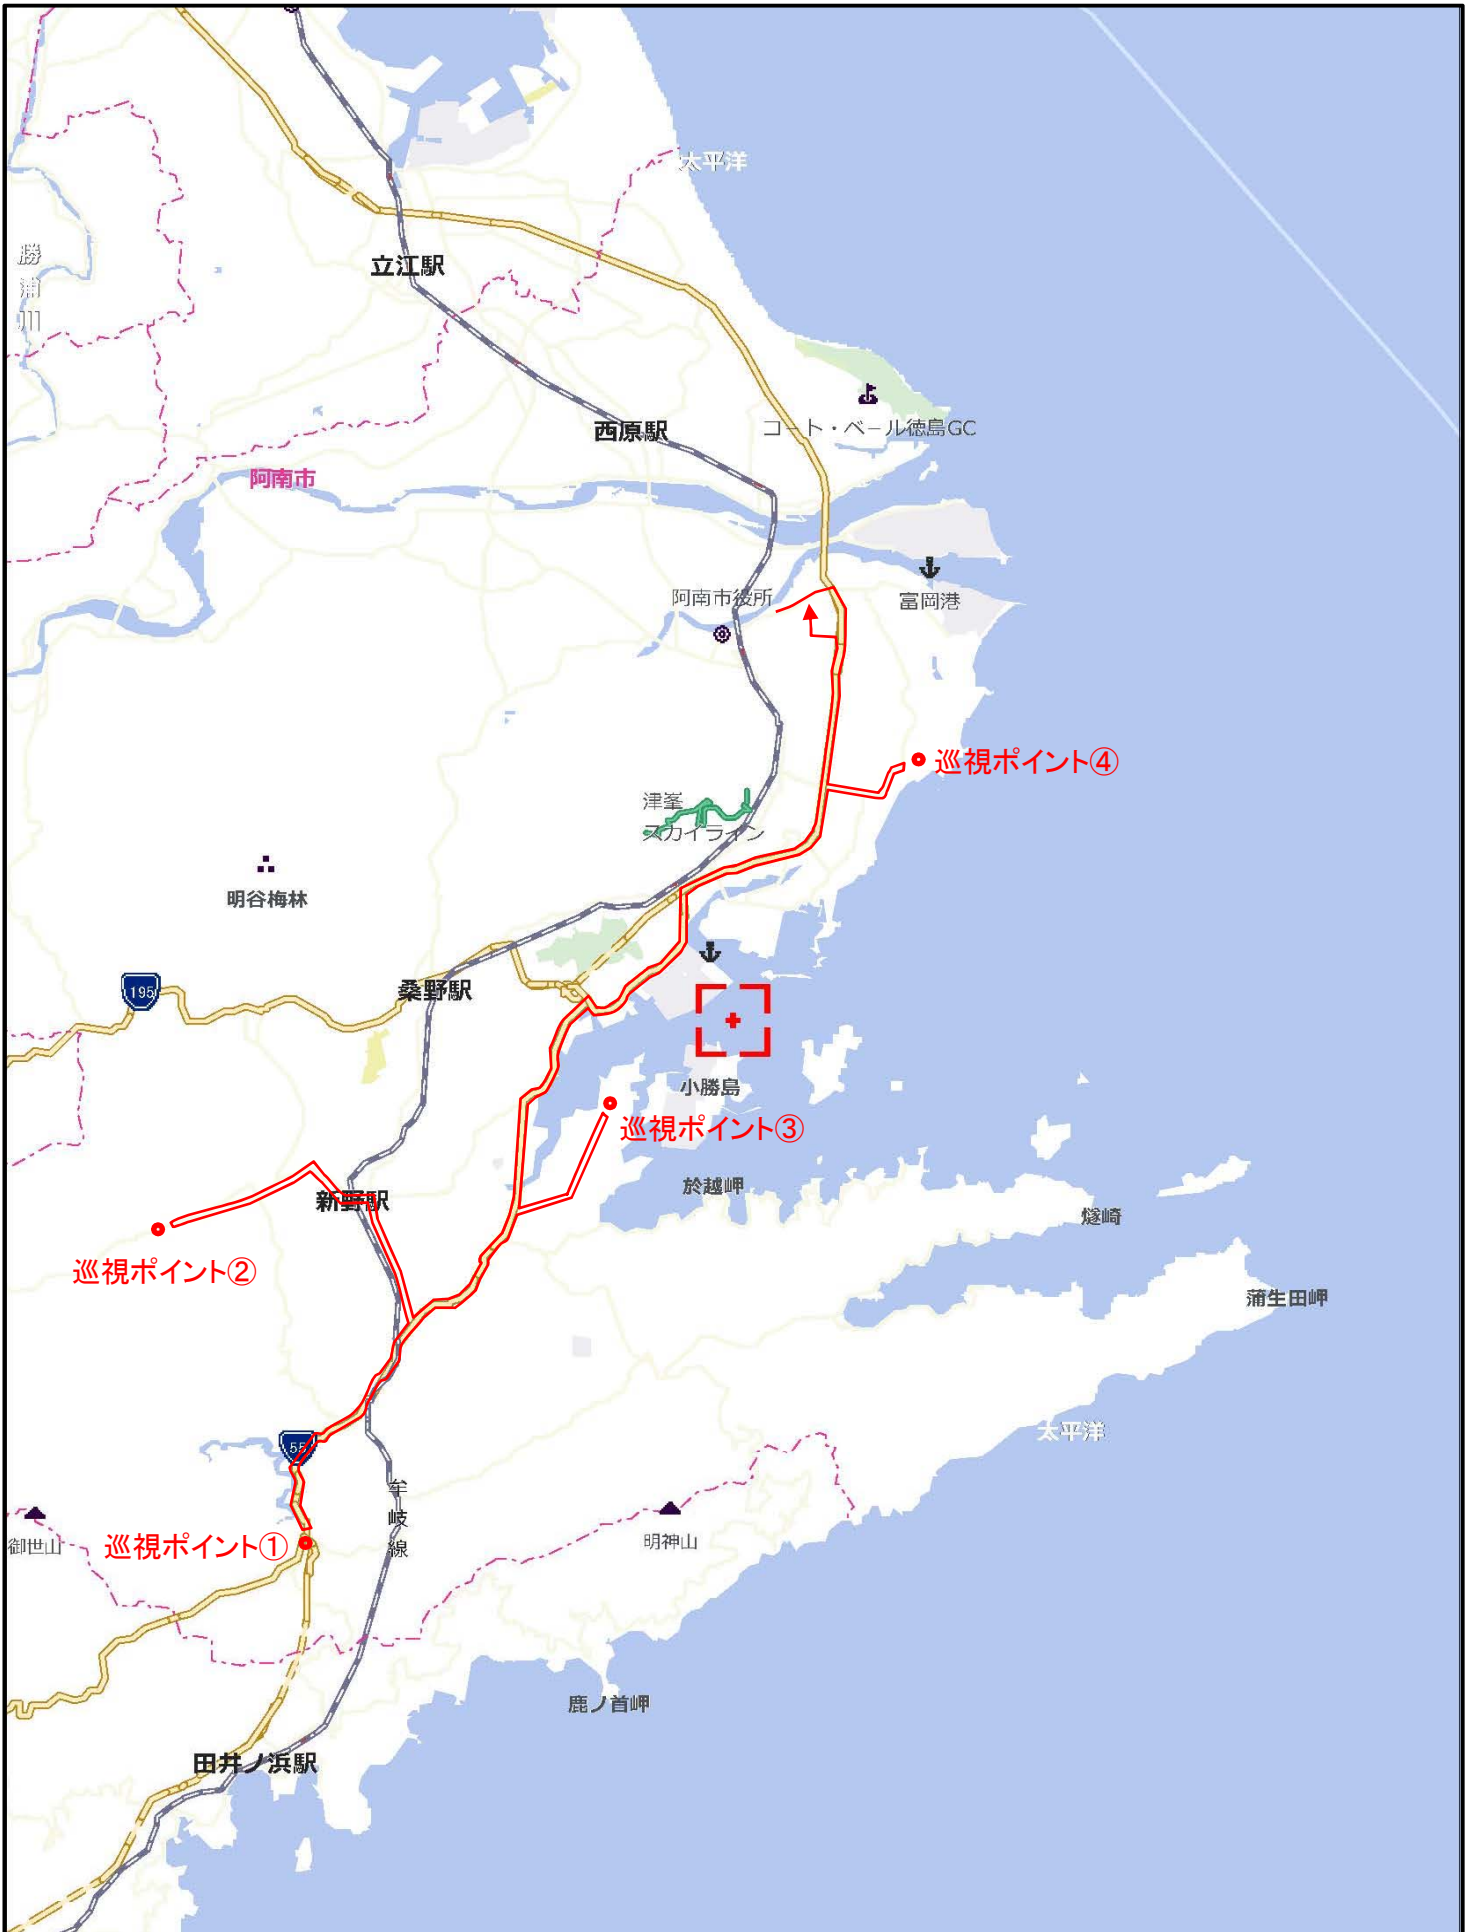 太平洋
勝浦川
立江駅
西原駅
コート・ベール徳島GC
阿南市
阿南市役所
富岡港
巡視ポイント④
津峯
スカイライン
明谷梅林
195
桑野駅
小勝島
巡視ポイント③
於越岬
新野駅
燧崎
巡視ポイント②
蒲生田岬
太平洋
55
牟岐線
御世山
巡視ポイント①
明神山
鹿ノ首岬
田井ノ浜駅